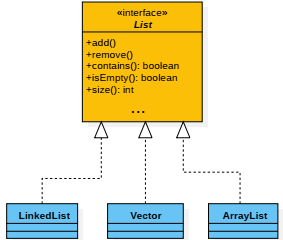 «interface»
List
+add()
+remove()
+contains(): boolean
+isEmpty(): boolean
+size(): int
...
LinkedList
Vector
ArrayList